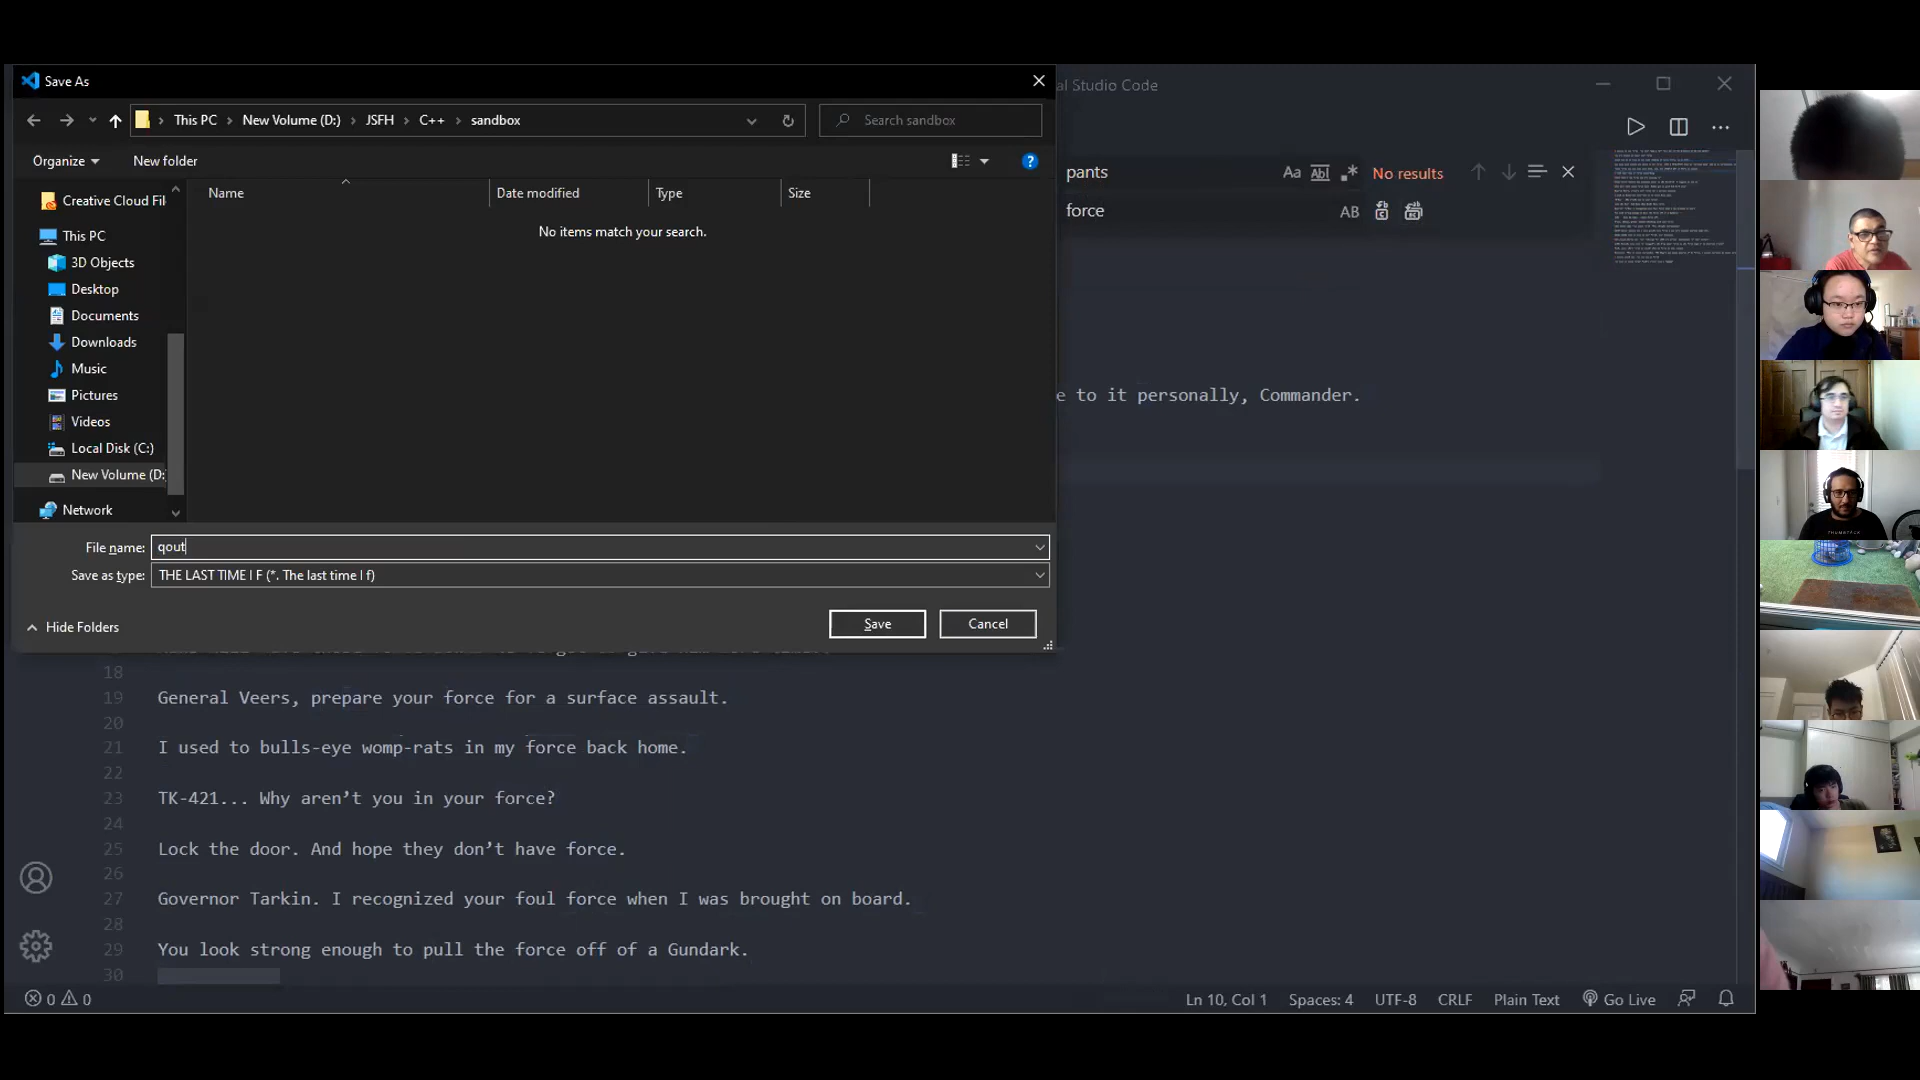 Save As
al Studio Code
This PC
New Volume (D:)
JSFH
C++
sandbox
Search sandbox
Organize
New folder
Name
Date modified
Type
Size
No items match your search.
Creative Cloud Fil
This PC
3D Objects
Desktop
Documents
Downloads
Music
Pictures
Videos
Local Disk (C:)
New Volume (D:
Network
File name: qout
Save as type: THE LAST TIME I F (*. The last time I f)
Hide Folders
Save
Cancel
pants
Aa
Abl
No results
force
AB
e to it personally, Commander.
18
19 General Veers, prepare your force for a surface assault.
20
21 I used to bulls-eye womp-rats in my force back home.
22
23 TK-421... Why aren’t you in your force?
24
25 Lock the door. And hope they don’t have force.
26
27 Governor Tarkin. I recognized your foul force when I was brought on board.
28
29 You look strong enough to pull the force off of a Gundark.
30
0 0
Ln 10, Col 1
Spaces: 4
UTF-8
CRLF
Plain Text
Go Live